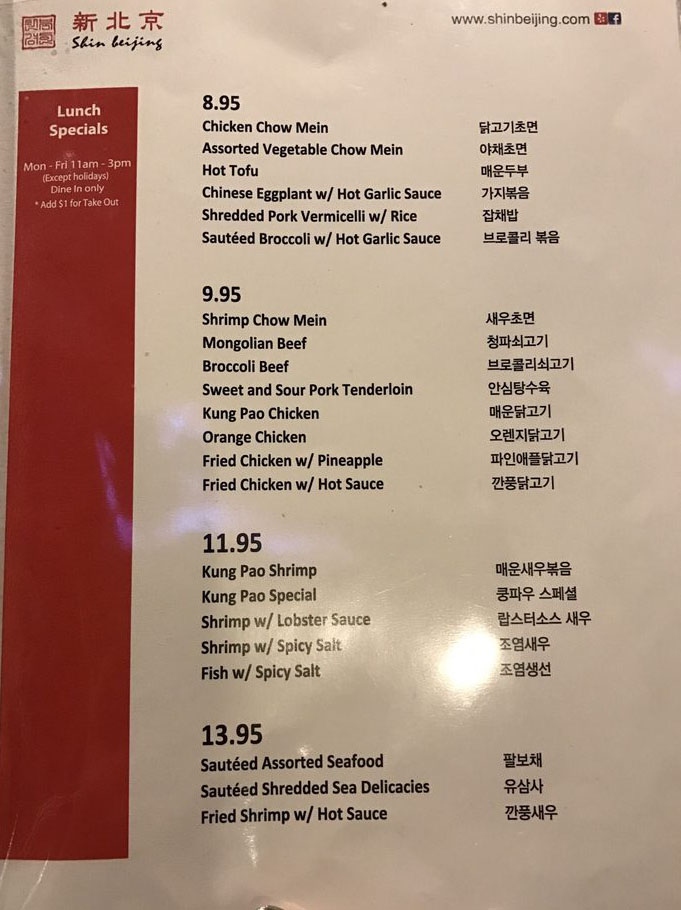 新北京
Shin beijing
www.shinbeijing.com
Lunch
Specials
Mon - Fri 11am - 3pm
(Except holidays)
Dine In only
* Add $1 for Take Out
8.95
Chicken Chow Mein 닭고기초면
Assorted Vegetable Chow Mein 야채초면
Hot Tofu 매운두부
Chinese Eggplant w/ Hot Garlic Sauce 가지볶음
Shredded Pork Vermicelli w/ Rice 잡채밥
Sautéed Broccoli w/ Hot Garlic Sauce 브로콜리 볶음
9.95
Shrimp Chow Mein 새우초면
Mongolian Beef 청파쇠고기
Broccoli Beef 브로콜리쇠고기
Sweet and Sour Pork Tenderloin 안심탕수육
Kung Pao Chicken 매운닭고기
Orange Chicken 오렌지닭고기
Fried Chicken w/ Pineapple 파인애플닭고기
Fried Chicken w/ Hot Sauce 깐풍닭고기
11.95
Kung Pao Shrimp 매운새우볶음
Kung Pao Special 쿵파우 스페셜
Shrimp w/ Lobster Sauce 랍스터소스 새우
Shrimp w/ Spicy Salt 조염새우
Fish w/ Spicy Salt 조염생선
13.95
Sautéed Assorted Seafood 팔보채
Sautéed Shredded Sea Delicacies 유삼사
Fried Shrimp w/ Hot Sauce 깐풍새우